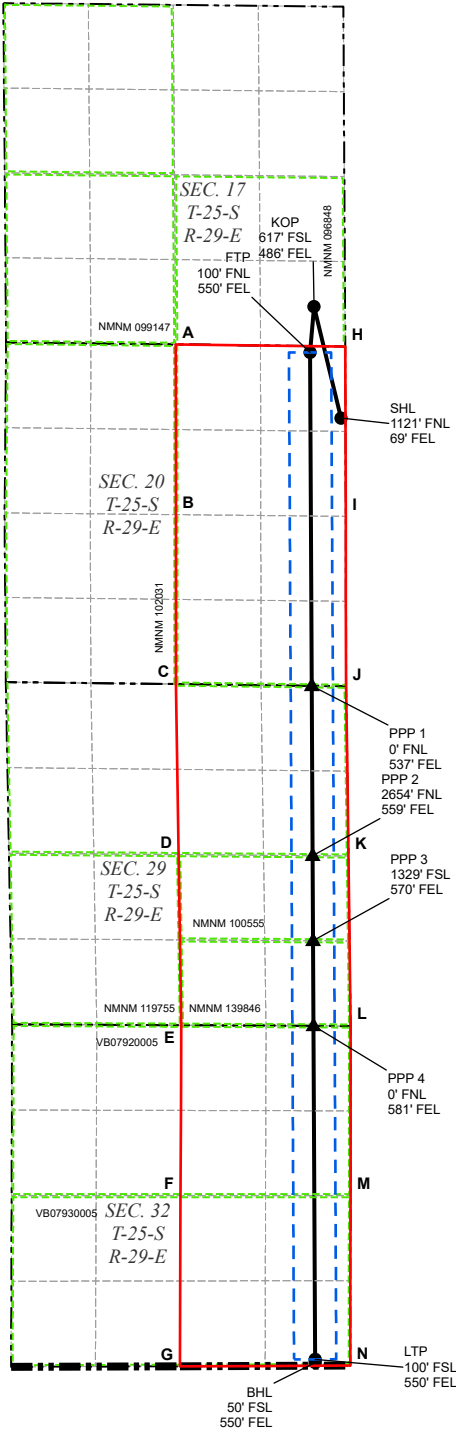 SEC. 17
T-25-S
R-29-E
KOP
617' FSL
486' FEL
NMNM 096848
FTP
100' FNL
550' FEL
NMNM 099147
A
H
SHL
1121' FNL
69' FEL
SEC. 20
T-25-S
R-29-E
B
I
NMNM 102031
C
J
PPP 1
0' FNL
537' FEL
PPP 2
2654' FNL
559' FEL
D
K
SEC. 29
T-25-S
R-29-E
PPP 3
1329' FSL
570' FEL
NMNM 100555
NMNM 119755
NMNM 139846
L
E
VB07920005
PPP 4
0' FNL
581' FEL
F
M
VB07930005
SEC. 32
T-25-S
R-29-E
G
N
LTP
100' FSL
550' FEL
BHL
50' FSL
550' FEL